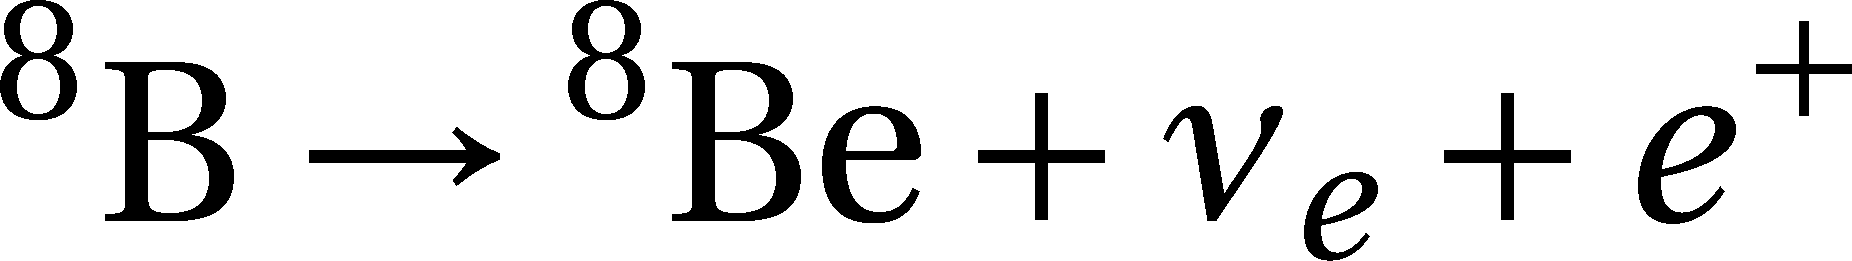 ⁸B → ⁸Be + νₑ + e⁺